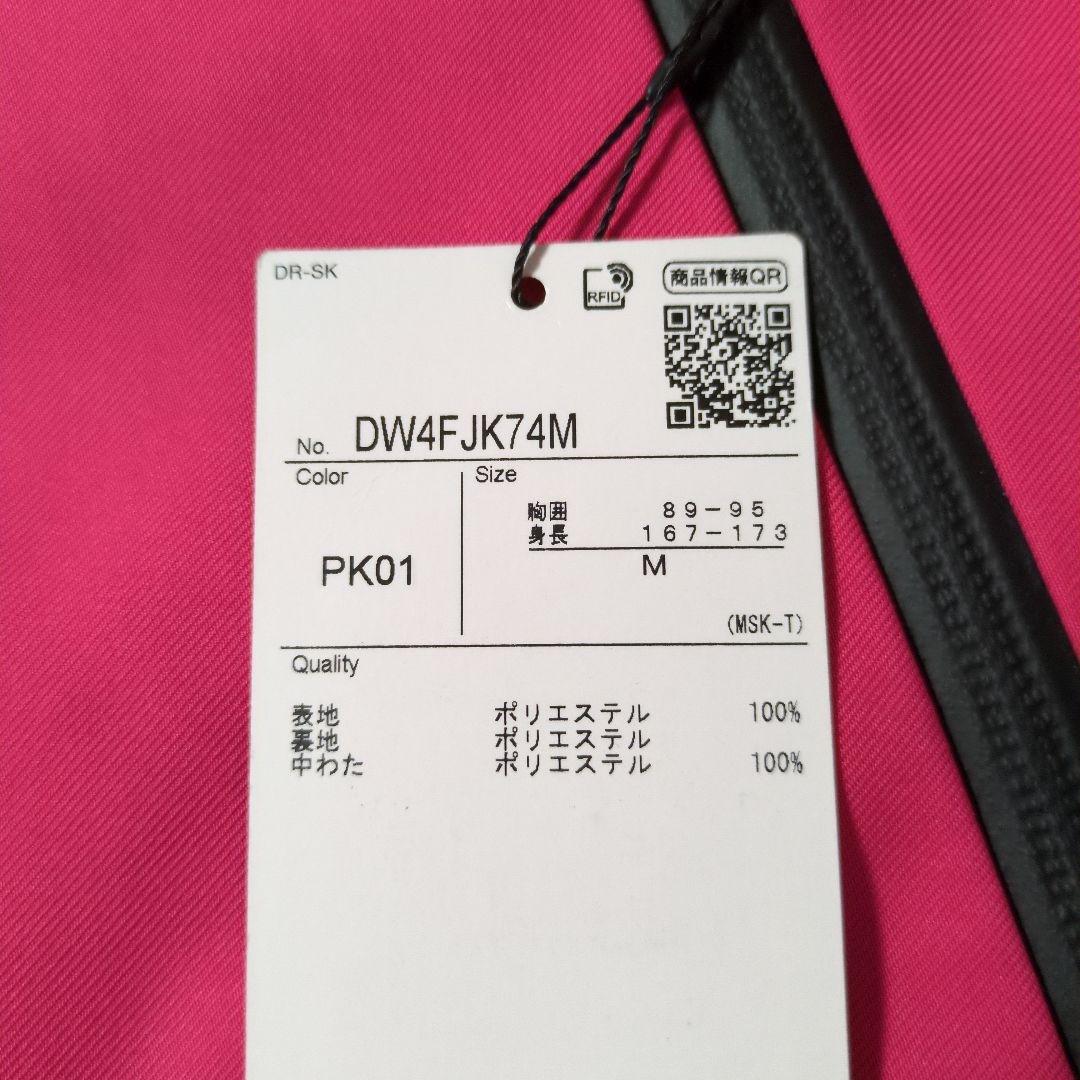 DR-SK
RFID
商品情報QR
No. DW4FJK74M
Color
Size
胸囲 89-95
身長 167-173
M
PK01
(MSK-T)
Quality
表地 ポリエステル 100%
裏地 ポリエステル
中わた ポリエステル 100%